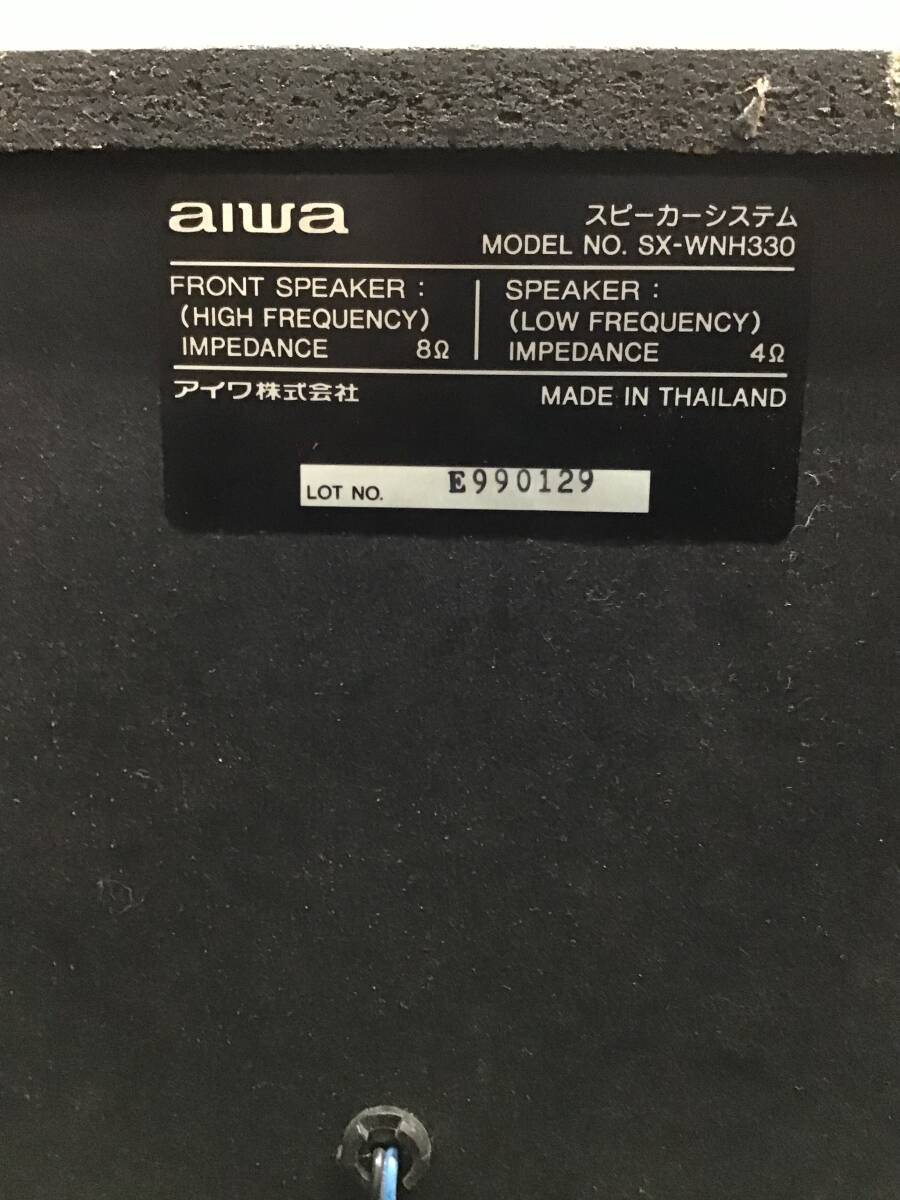 aiwa
スピーカーシステム
MODEL NO. SX-WNH330
FRONT SPEAKER :
(HIGH FREQUENCY)
IMPEDANCE 8Ω
SPEAKER :
(LOW FREQUENCY)
IMPEDANCE 4Ω
アイワ株式会社
MADE IN THAILAND
LOT NO. E990129